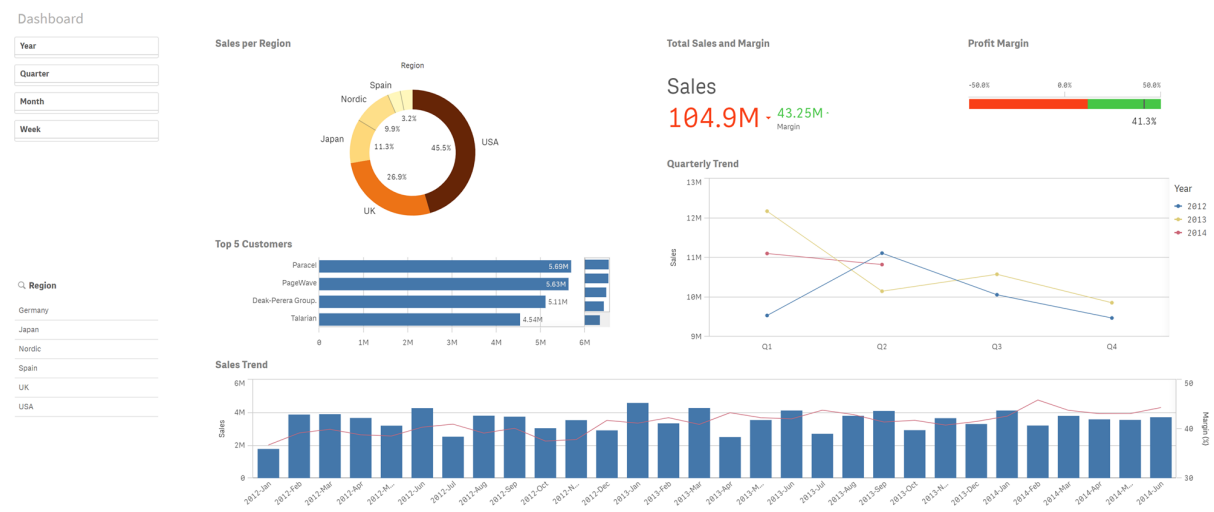 Dashboard
Year
Quarter
Month
Week
Region
Germany
Japan
Nordic
Spain
UK
USA
Sales per Region
Region
Spain
Nordic
Japan
UK
USA
3.2%
9.9%
11.3%
26.9%
45.5%
Total Sales and Margin
Sales
104.9M
43.25M
Margin
Profit Margin
-50.0% 0.0% 50.0%
41.3%
Top 5 Customers
Paracel 5.69M
PageWave 5.63M
Deak-Perera Group. 5.11M
Talarian 4.54M
0 1M 2M 3M 4M 5M 6M
Quarterly Trend
Sales
13M
12M
11M
10M
9M
Q1 Q2 Q3 Q4
Year
2012
2013
2014
Sales Trend
Sales
6M
4M
2M
0
50
40
30
Margin (%)
2012-Jan 2012-Feb 2012-Mar 2012-Apr 2012-M... 2012-Jun 2012-Jul 2012-Aug 2012-Sep 2012-Oct 2012-N... 2012-Dec 2013-Jan 2013-Feb 2013-Mar 2013-Apr 2013-M... 2013-Jun 2013-Jul 2013-Aug 2013-Sep 2013-Oct 2013-N... 2013-Dec 2014-Jan 2014-Feb 2014-Mar 2014-Apr 2014-M... 2014-Jun